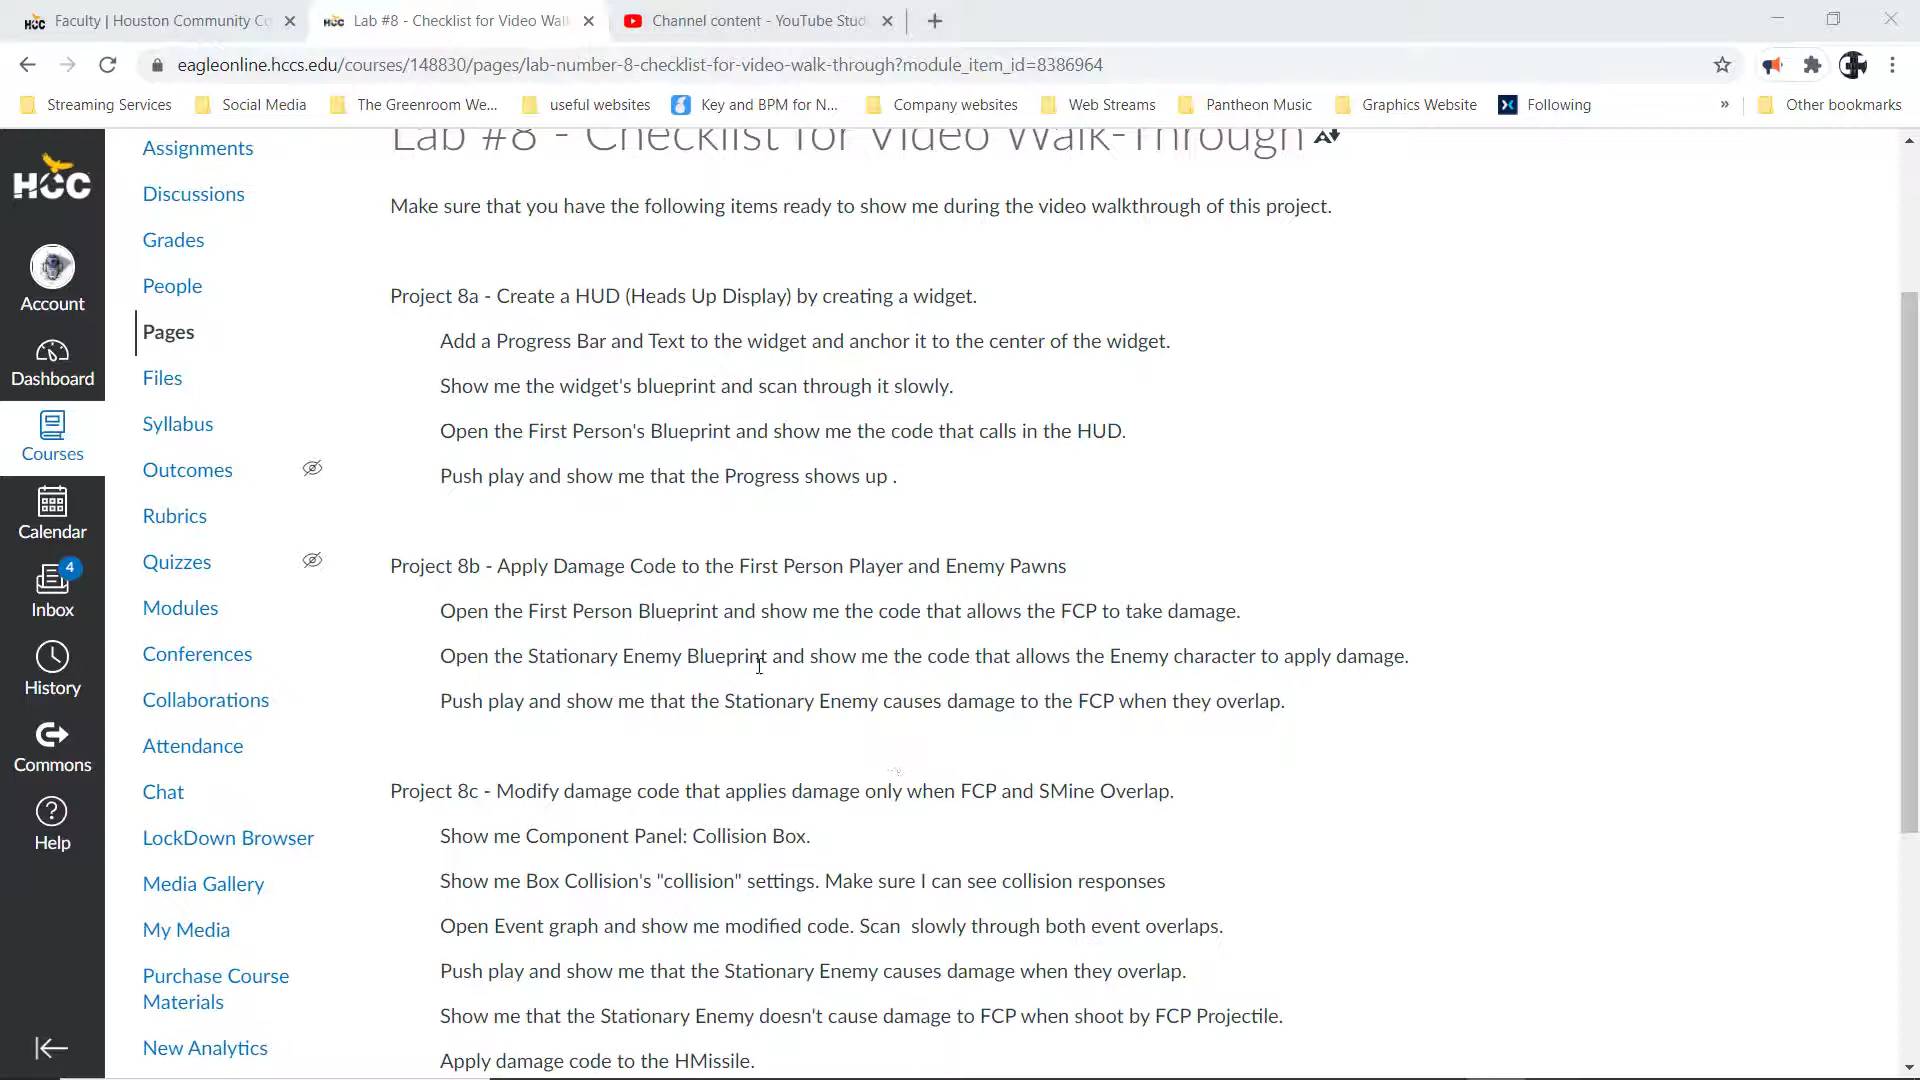 Faculty | Houston Community Co
Lab #8 - Checklist for Video Wal
Channel content - YouTube Stud
eagleonline.hccs.edu/courses/148830/pages/lab-number-8-checklist-for-video-walk-through?module_item_id=8386964
Streaming Services
Social Media
The Greenroom We...
useful websites
Key and BPM for N...
Company websites
Web Streams
Pantheon Music
Graphics Website
Following
»
Other bookmarks
HCC
Account
Dashboard
Courses
Calendar
4
Inbox
History
Commons
Help
Assignments
Discussions
Grades
People
Pages
Files
Syllabus
Outcomes
Rubrics
Quizzes
Modules
Conferences
Collaborations
Attendance
Chat
LockDown Browser
Media Gallery
My Media
Purchase Course
Materials
New Analytics
Lab #8 - Checklist for Video Walk-Through
Make sure that you have the following items ready to show me during the video walkthrough of this project.
Project 8a - Create a HUD (Heads Up Display) by creating a widget.
Add a Progress Bar and Text to the widget and anchor it to the center of the widget.
Show me the widget's blueprint and scan through it slowly.
Open the First Person's Blueprint and show me the code that calls in the HUD.
Push play and show me that the Progress shows up .
Project 8b - Apply Damage Code to the First Person Player and Enemy Pawns
Open the First Person Blueprint and show me the code that allows the FCP to take damage.
Open the Stationary Enemy Blueprint and show me the code that allows the Enemy character to apply damage.
Push play and show me that the Stationary Enemy causes damage to the FCP when they overlap.
Project 8c - Modify damage code that applies damage only when FCP and SMine Overlap.
Show me Component Panel: Collision Box.
Show me Box Collision's "collision" settings. Make sure I can see collision responses
Open Event graph and show me modified code. Scan  slowly through both event overlaps.
Push play and show me that the Stationary Enemy causes damage when they overlap.
Show me that the Stationary Enemy doesn't cause damage to FCP when shoot by FCP Projectile.
Apply damage code to the HMissile.